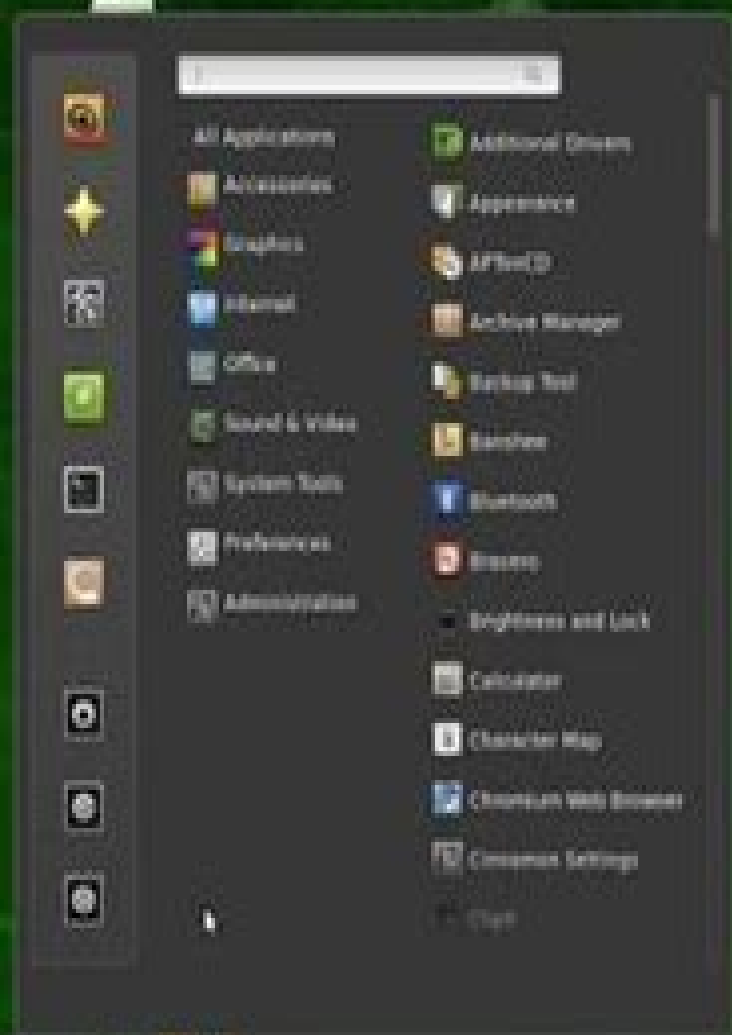 All Applications
Accessories
Graphics
Internet
Office
Sound & Video
System Tools
Preferences
Administration
Additional Drivers
Appearance
APTonCD
Archive Manager
Backup Tool
Banshee
Bluetooth
Brasero
Brightness and Lock
Calculator
Character Map
Chromium Web Browser
Cinnamon Settings